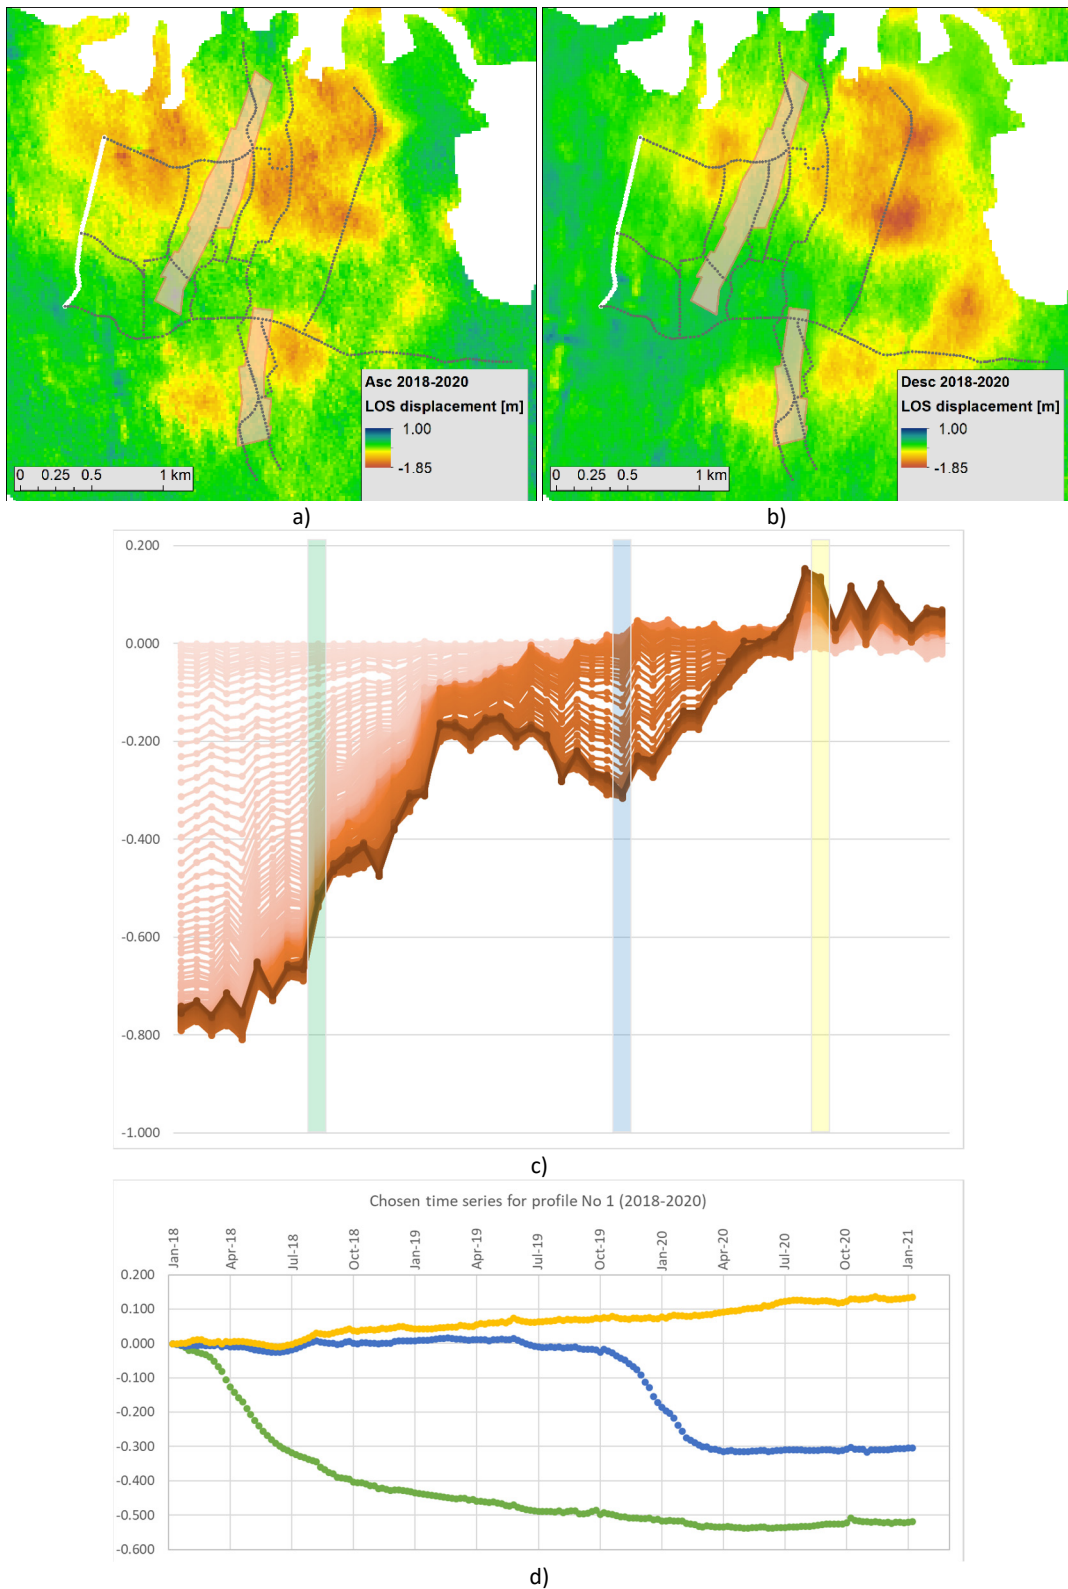 Asc 2018-2020
LOS displacement [m]
1.00
-1.85
0 0.25 0.5 1 km
a)
Desc 2018-2020
LOS displacement [m]
1.00
-1.85
0 0.25 0.5 1 km
b)
0.200
0.000
-0.200
-0.400
-0.600
-0.800
-1.000
c)
Chosen time series for profile No 1 (2018-2020)
Jan-18 Apr-18 Jul-18 Oct-18 Jan-19 Apr-19 Jul-19 Oct-19 Jan-20 Apr-20 Jul-20 Oct-20 Jan-21
0.200
0.100
0.000
-0.100
-0.200
-0.300
-0.400
-0.500
-0.600
d)